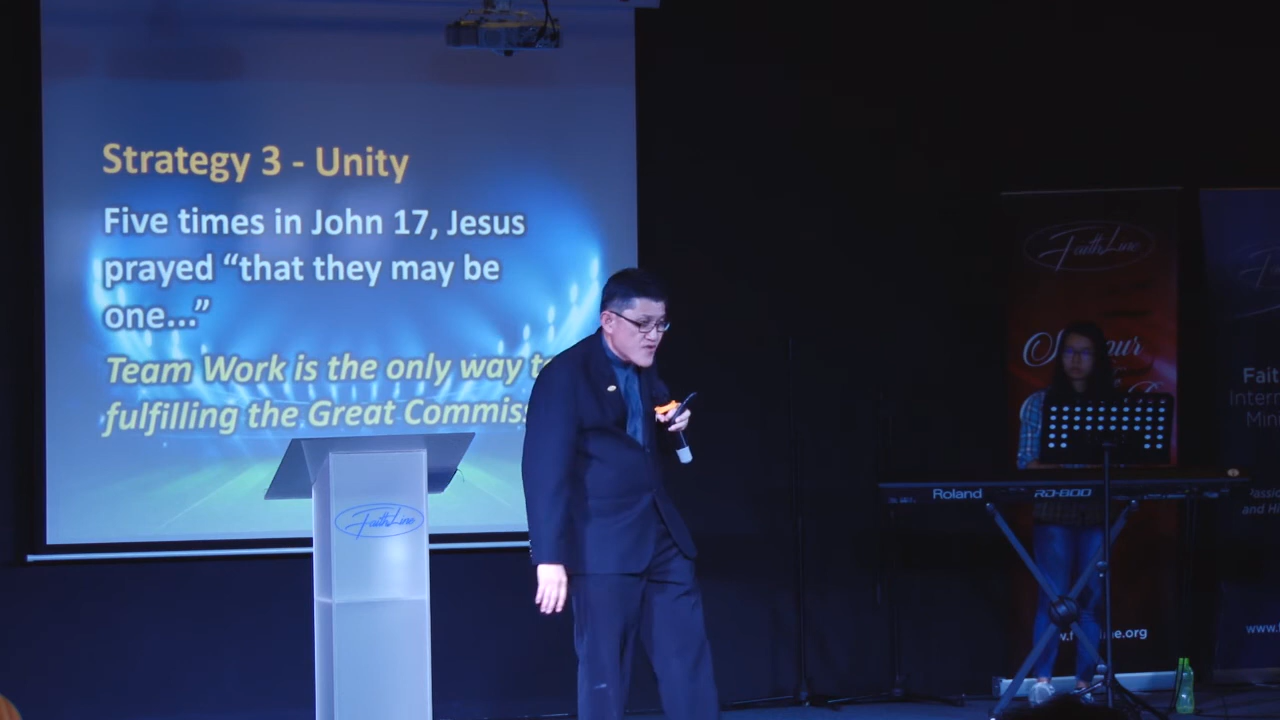 Strategy 3 - Unity
Five times in John 17, Jesus
prayed “that they may be
one...”
Team Work is the only way
fulfilling the Great
FaithLine
FaithLine
Roland
RD-800
and